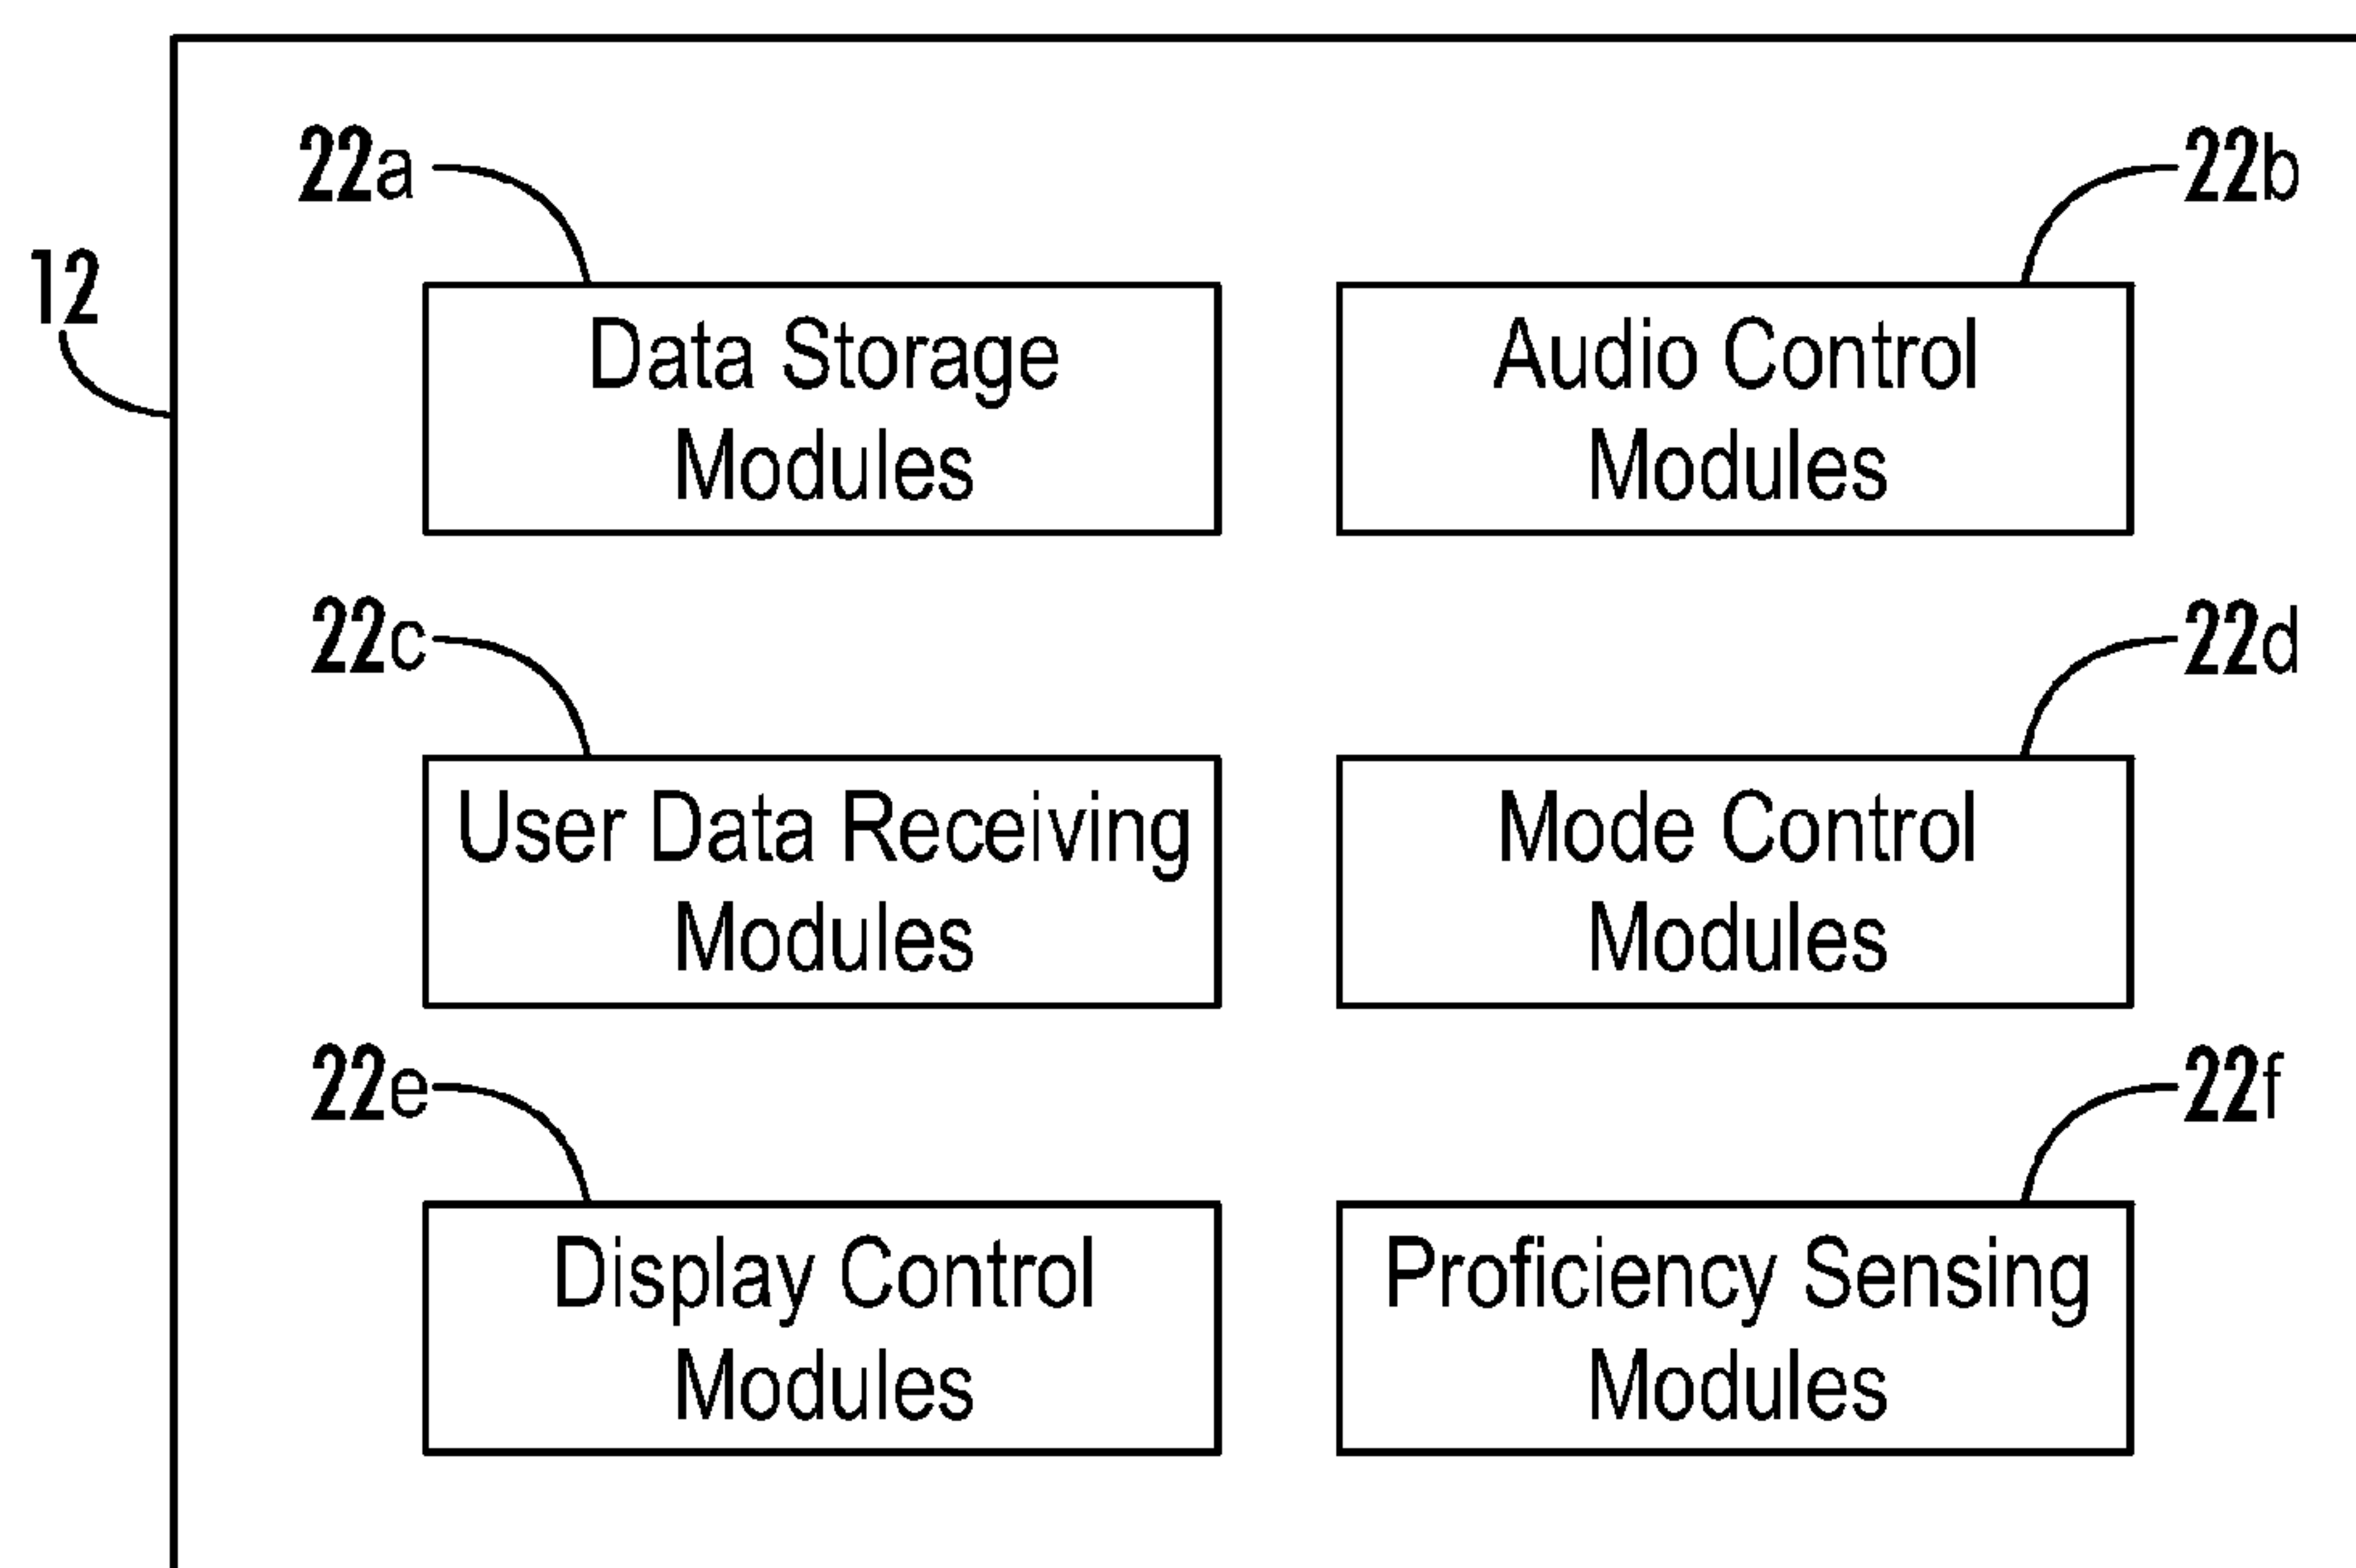 22a
22b
12
Data Storage
Modules
Audio Control
Modules
22c
22d
User Data Receiving
Modules
Mode Control
Modules
22e
22f
Display Control
Modules
Proficiency Sensing
Modules